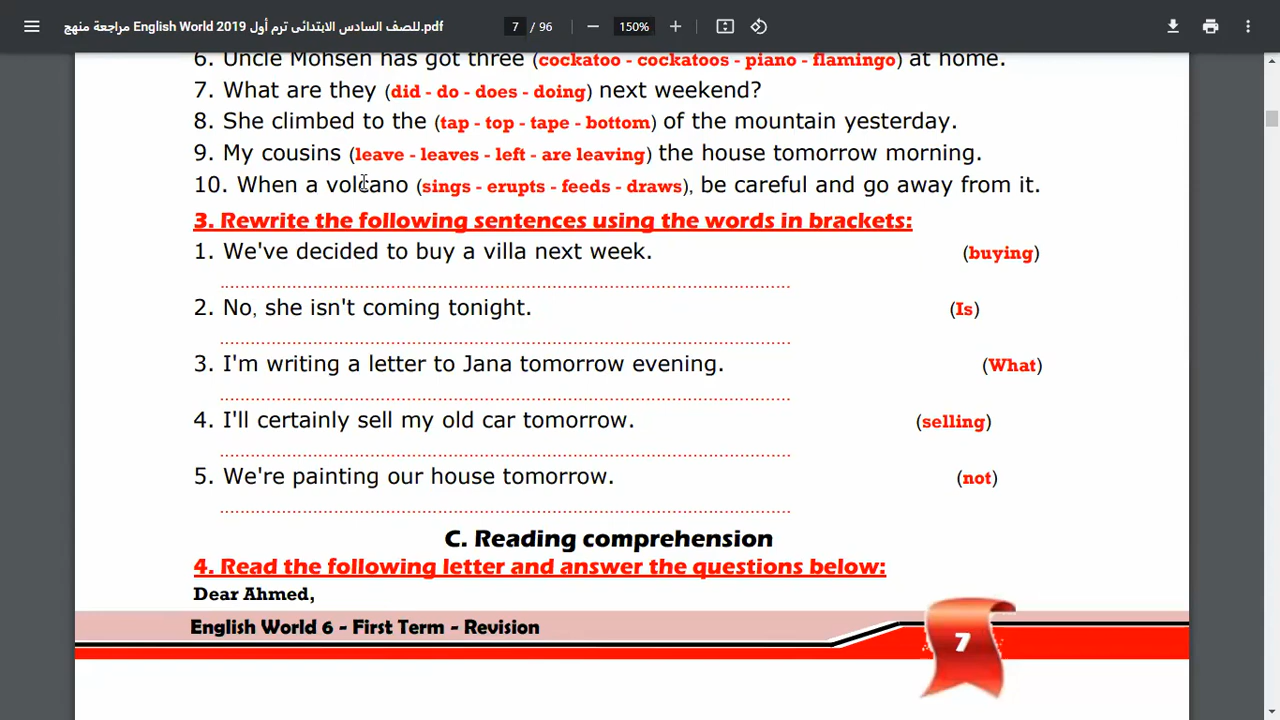 مراجعة منهج English World 2019 للصف السادس الابتدائى ترم أول.pdf
7 / 96
150%
6. Uncle Mohsen has got three (cockatoo - cockatoos - piano - flamingo) at home.
7. What are they (did - do - does - doing) next weekend?
8. She climbed to the (tap - top - tape - bottom) of the mountain yesterday.
9. My cousins (leave - leaves - left - are leaving) the house tomorrow morning.
10. When a volcano (sings - erupts - feeds - draws), be careful and go away from it.
3. Rewrite the following sentences using the words in brackets:
1. We've decided to buy a villa next week. (buying)
2. No, she isn't coming tonight. (Is)
3. I'm writing a letter to Jana tomorrow evening. (What)
4. I'll certainly sell my old car tomorrow. (selling)
5. We're painting our house tomorrow. (not)
C. Reading comprehension
4. Read the following letter and answer the questions below:
Dear Ahmed,
English World 6 - First Term - Revision
7